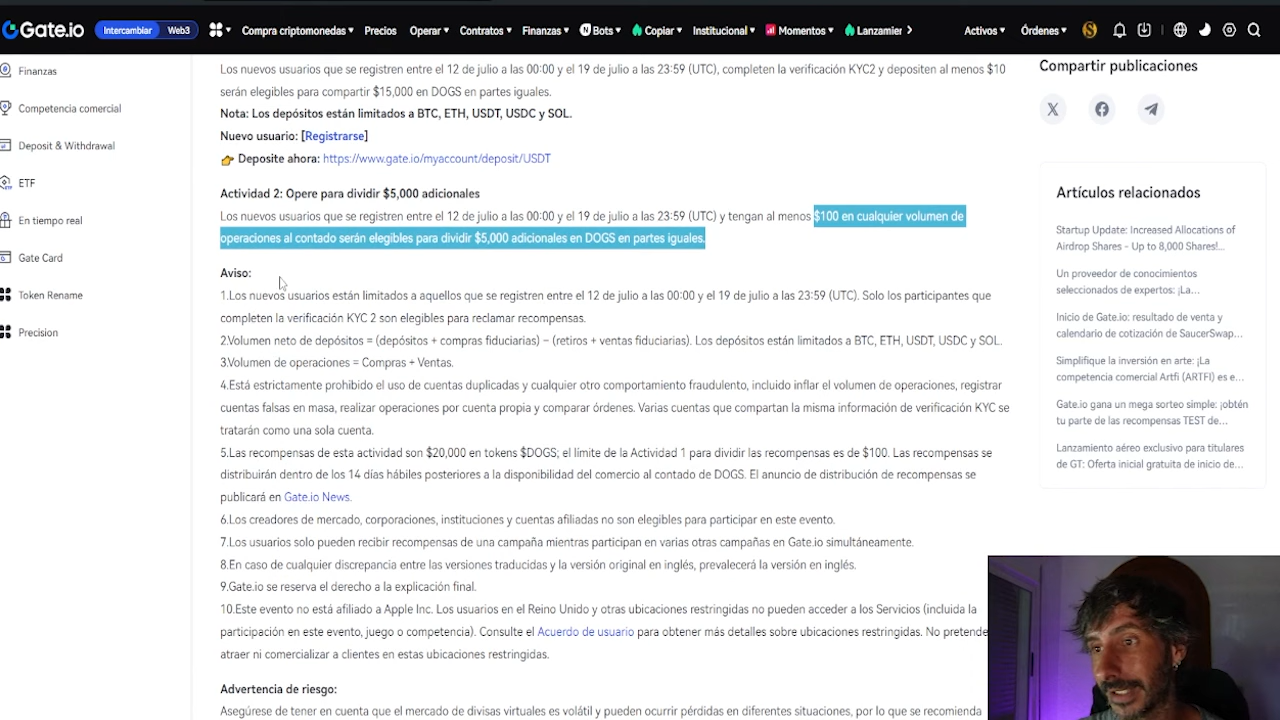 Gate.io
Intercambiar Web3 Compra criptomonedas Precios Operar Contratos Finanzas Bots Copiar Institucional Momentos Lanzamier Activos Órdenes
Finanzas
Competencia comercial
Deposit & Withdrawal
ETF
En tiempo real
Gate Card
Token Rename
Precision
Los nuevos usuarios que se registren entre el 12 de julio a las 00:00 y el 19 de julio a las 23:59 (UTC), completen la verificación KYC2 y depositen al menos $10
serán elegibles para compartir $15,000 en DOGS en partes iguales.
Nota: Los depósitos están limitados a BTC, ETH, USDT, USDC y SOL.
Nuevo usuario: [Registrarse]
👉 Deposite ahora: https://www.gate.io/myaccount/deposit/USDT
Actividad 2: Opere para dividir $5,000 adicionales
Los nuevos usuarios que se registren entre el 12 de julio a las 00:00 y el 19 de julio a las 23:59 (UTC) y tengan al menos $100 en cualquier volumen de
operaciones al contado serán elegibles para dividir $5,000 adicionales en DOGS en partes iguales.
Aviso:
1.Los nuevos usuarios están limitados a aquellos que se registren entre el 12 de julio a las 00:00 y el 19 de julio a las 23:59 (UTC). Solo los participantes que
completen la verificación KYC 2 son elegibles para reclamar recompensas.
2.Volumen neto de depósitos = (depósitos + compras fiduciarias) – (retiros + ventas fiduciarias). Los depósitos están limitados a BTC, ETH, USDT, USDC y SOL.
3.Volumen de operaciones = Compras + Ventas.
4.Está estrictamente prohibido el uso de cuentas duplicadas y cualquier otro comportamiento fraudulento, incluido inflar el volumen de operaciones, registrar
cuentas falsas en masa, realizar operaciones por cuenta propia y comparar órdenes. Varias cuentas que compartan la misma información de verificación KYC se
tratarán como una sola cuenta.
5.Las recompensas de esta actividad son $20,000 en tokens $DOGS; el límite de la Actividad 1 para dividir las recompensas es de $100. Las recompensas se
distribuirán dentro de los 14 días hábiles posteriores a la disponibilidad del comercio al contado de DOGS. El anuncio de distribución de recompensas se
publicará en Gate.io News.
6.Los creadores de mercado, corporaciones, instituciones y cuentas afiliadas no son elegibles para participar en este evento.
7.Los usuarios solo pueden recibir recompensas de una campaña mientras participan en varias otras campañas en Gate.io simultáneamente.
8.En caso de cualquier discrepancia entre las versiones traducidas y la versión original en inglés, prevalecerá la versión en inglés.
9.Gate.io se reserva el derecho a la explicación final.
10.Este evento no está afiliado a Apple Inc. Los usuarios en el Reino Unido y otras ubicaciones restringidas no pueden acceder a los Servicios (incluida la
participación en este evento, juego o competencia). Consulte el Acuerdo de usuario para obtener más detalles sobre ubicaciones restringidas. No pretende
atraer ni comercializar a clientes en estas ubicaciones restringidas.
Advertencia de riesgo:
Asegúrese de tener en cuenta que el mercado de divisas virtuales es volátil y pueden ocurrir pérdidas en diferentes situaciones, por lo que se recomienda
Compartir publicaciones
Artículos relacionados
Startup Update: Increased Allocations of
Airdrop Shares - Up to 8,000 Shares!...
Un proveedor de conocimientos
seleccionados de expertos: ¡La...
Inicio de Gate.io: resultado de venta y
calendario de cotización de SaucerSwap...
Simplifique la inversión en arte: ¡La
competencia comercial Artfi (ARTFI) es e...
Gate.io gana un mega sorteo simple: ¡obtén
tu parte de las recompensas TEST de...
Lanzamiento aéreo exclusivo para titulares
de GT: Oferta inicial gratuita de inicio de...